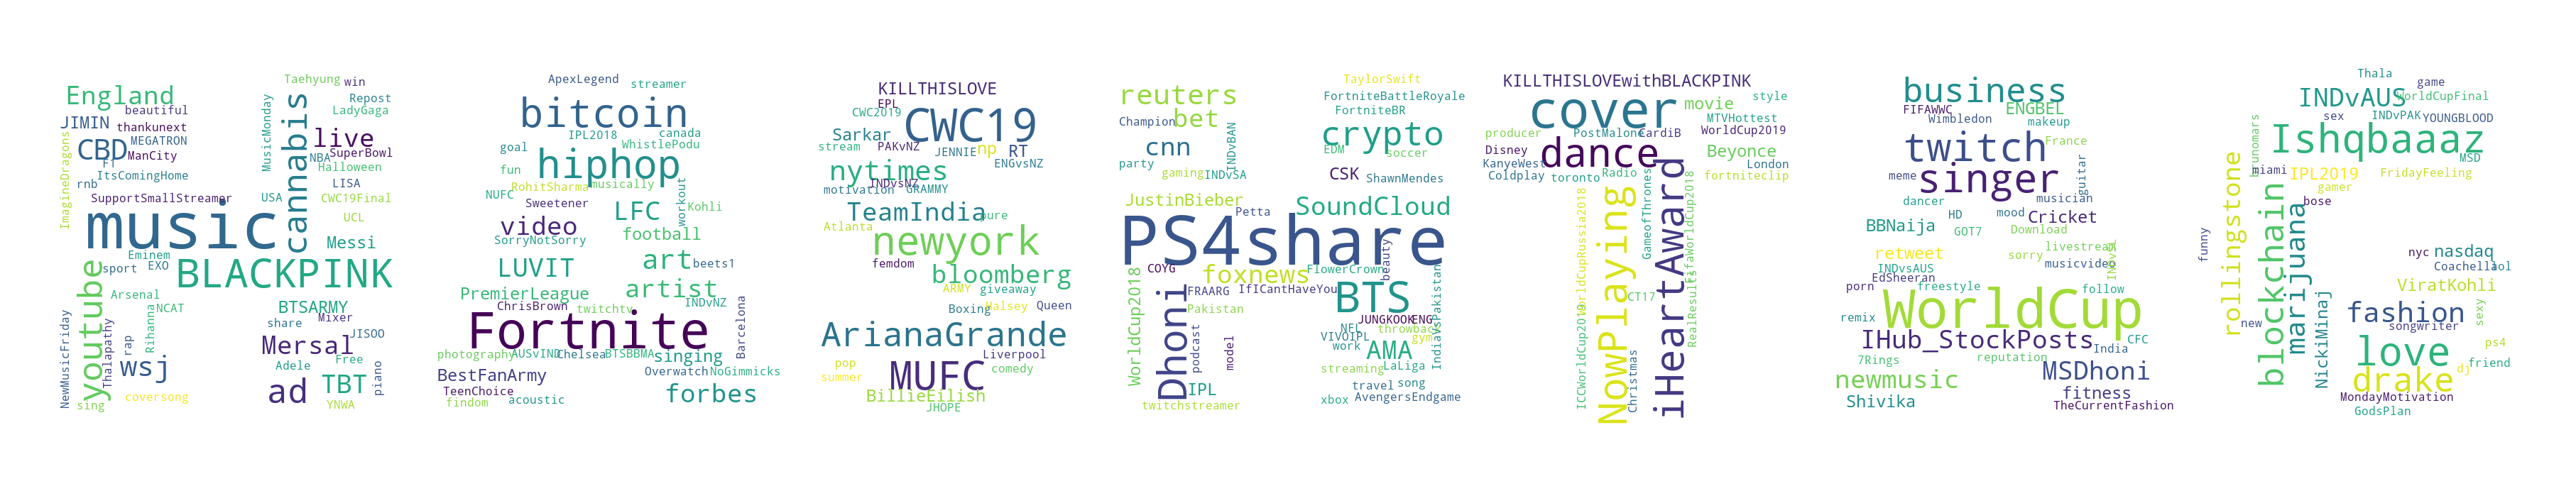 Taehyung
win
England
beautiful
MusicMonday
cannabis
Repost
LadyGaga
JIMIN
thankunext
live
CBD
MEGATRON
ManCity
NBA
SuperBowl
FT
Halloween
ImagineDragons
ItsComingHome
rnb
LISA
SupportSmallStreamer
USA
CWC19Final
music
UCL
Messi
Eminem
sport
EXO
BLACKPINK
youtube
Arsenal
NCAT
BTSARMY
Rihanna
share
Mixer
NewMusicFriday
Thalapathy
rap
JISOO
Mersal
wsj
Free
Adele
ad
TBT
piano
coversong
sing
YNWA
ApexLegend
streamer
bitcoin
IPL2018
canada
goal
WhistlePodu
hiphop
fun
RohitSharma
musically
NUFC
Sweetener
LFC
workout
Kohli
video
football
SorryNotSorry
art
LUVIT
beets1
artist
PremierLeague
ChrisBrown
twitchtv
INDvNZ
Fortnite
Barcelona
photography
AUSvIND
Chelsea
BTSBBMA
singing
BestFanArmy
Overwatch
NoGimmicks
TeenChoice
findom
acoustic
forbes
KILLTHISLOVE
EPL
CWC2019
CWC19
Sarkar
stream
PAKvNZ
JENNIE
np
RT
nytimes
ENGvsNZ
INDvsNZ
motivation
GRAMMY
TeamIndia
pure
Atlanta
newyork
femdom
bloomberg
ARMY
giveaway
Boxing
Halsey
Queen
ArianaGrande
Liverpool
pop
comedy
summer
MUFC
BillieEilish
JHOPE
TaylorSwift
reuters
FortniteBattleRoyale
Champion
bet
FortniteBR
crypto
cnn
INDvBAN
EDM
soccer
party
gaming
INDvSA
CSK
ShawnMendes
JustinBieber
Petta
SoundCloud
PS4share
beauty
COYG
foxnews
FlowerCrown
WorldCup2018
FRAARG
IfICantHaveYou
BTS
IndiaVsPakistan
Dhoni
Pakistan
JUNGKOOK
ENG
NFL
throwback
VIVOIPL
gym
podcast
model
work
AMA
LaLiga
streaming
IPL
travel
song
twitchstreamer
xbox
AvengersEndgame
KILLTHISLOVEwithBLACKPINK
cover
movie
style
MTVHottest
producer
PostMalone
CardiB
WorldCup2019
Disney
dance
Beyonce
KanyeWest
London
Coldplay
toronto
Radio
fortniteclip
GameofThrones
NowPlaying
iHeartAward
WorldCupRussia2018
FifaWorldCup2018
ICCWorldCup2019
CT17
RealResults
Christmas
business
FIFAWWC
ENGBEL
Wimbledon
makeup
twitch
France
singer
guitar
meme
dancer
musician
HD
mood
Cricket
BBNaija
GOT7
Download
retweet
livestream
sorry
INDvsAUS
musicvideo
EdSheeran
porn
freestyle
follow
WorldCup
remix
IHub_StockPosts
CFC
India
7Rings
reputation
newmusic
MSDhoni
Shivika
fitness
TheCurrentFashion
Thala
game
INDvAUS
WorldCupFinal
sex
INDvPAK
YOUNGBLOOD
Ishqbaaaz
brunomars
MSD
rollingstone
miami
IPL2019
FridayFeeling
gamer
bose
blockchain
marijuana
funny
nyc
nasdaq
Coachella
lol
ViratKohli
NickiMinaj
fashion
sexy
new
songwriter
love
ps4
drake
dj
friend
MondayMotivation
GodsPlan